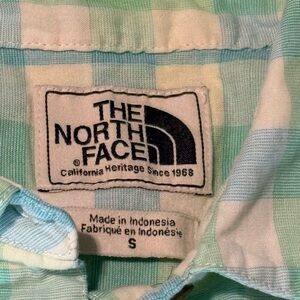 THE
NORTH
FACE
®
California Heritage Since 1968
Made in Indonesia
Fabriqué en Indonésie
S